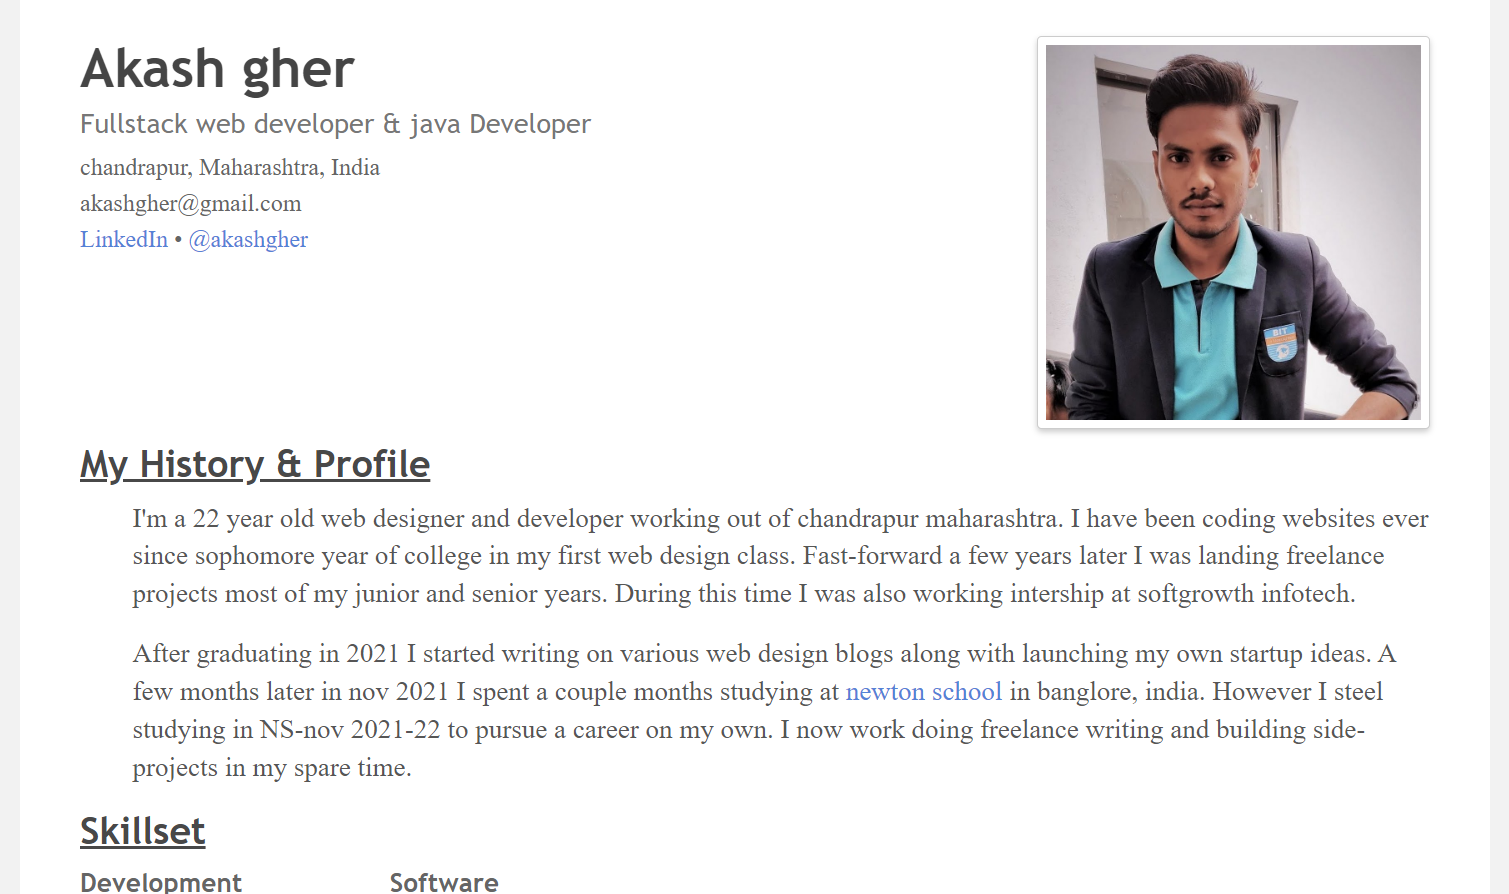 Akash gher
Fullstack web developer & java Developer
chandrapur, Maharashtra, India
akashgher@gmail.com
LinkedIn • @akashgher
BIT
My History & Profile
I'm a 22 year old web designer and developer working out of chandrapur maharashtra. I have been coding websites ever
since sophomore year of college in my first web design class. Fast-forward a few years later I was landing freelance
projects most of my junior and senior years. During this time I was also working intership at softgrowth infotech.
After graduating in 2021 I started writing on various web design blogs along with launching my own startup ideas. A
few months later in nov 2021 I spent a couple months studying at newton school in banglore, india. However I steel
studying in NS-nov 2021-22 to pursue a career on my own. I now work doing freelance writing and building side-
projects in my spare time.
Skillset
Development Software